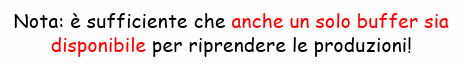 Nota: è sufficiente che anche un solo buffer sia
disponibile per riprendere le produzioni!